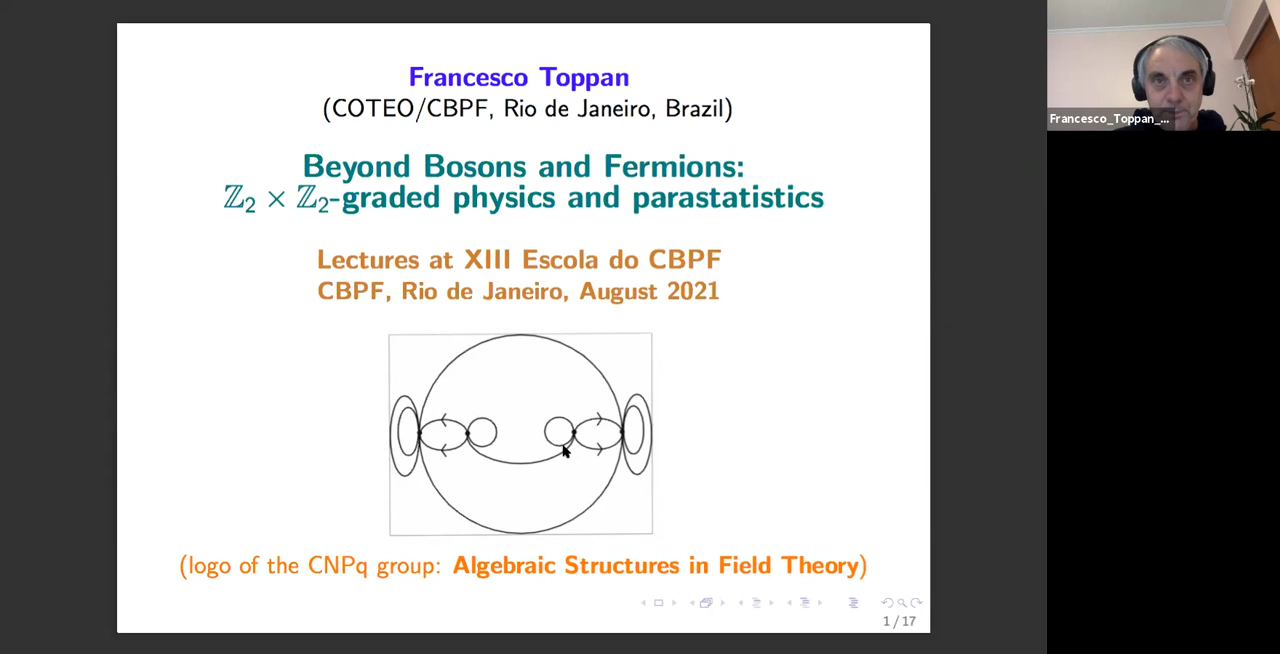 Francesco Toppan
(COTEO/CBPF, Rio de Janeiro, Brazil)
Beyond Bosons and Fermions:
ℤ₂ × ℤ₂-graded physics and parastatistics
Lectures at XIII Escola do CBPF
CBPF, Rio de Janeiro, August 2021
(logo of the CNPq group: Algebraic Structures in Field Theory)
1 / 17
Francesco_Toppan_...